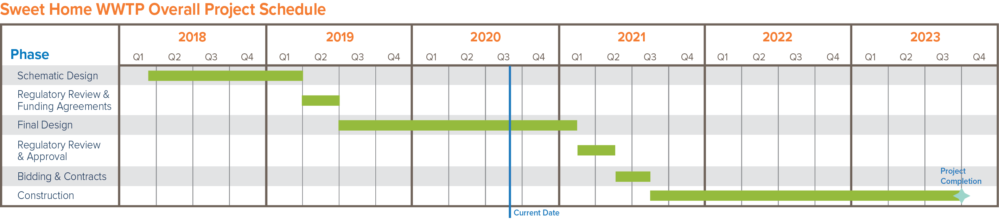 Sweet Home WWTP Overall Project Schedule
2018 2019 2020 2021 2022 2023
Phase
Q1 Q2 Q3 Q4 Q1 Q2 Q3 Q4 Q1 Q2 Q3 Q4 Q1 Q2 Q3 Q4 Q1 Q2 Q3 Q4 Q1 Q2 Q3 Q4
Schematic Design
Regulatory Review &
Funding Agreements
Final Design
Regulatory Review
& Approval
Bidding & Contracts
Project
Completion
Construction
Current Date